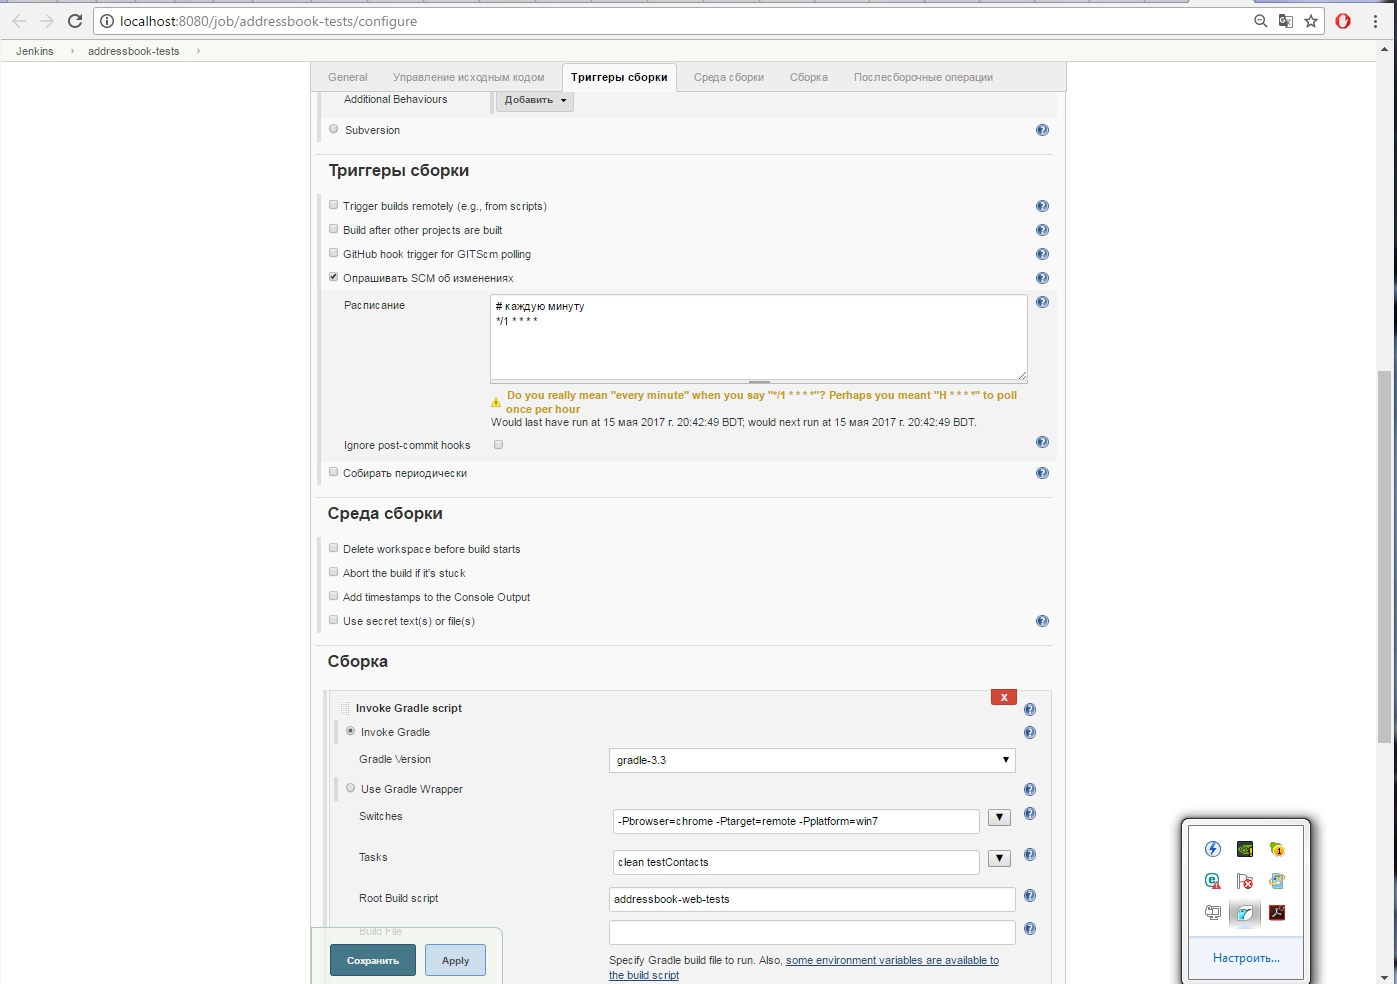 localhost:8080/job/addressbook-tests/configure
Jenkins
addressbook-tests
General
Управление исходным кодом
Триггеры сборки
Среда сборки
Сборка
Послесборочные операции
Additional Behaviours
Добавить
Subversion
Триггеры сборки
Trigger builds remotely (e.g., from scripts)
Build after other projects are built
GitHub hook trigger for GITScm polling
Опрашивать SCM об изменениях
Расписание
# каждую минуту
*/1 * * * *
Do you really mean "every minute" when you say "*/1 * * * *"? Perhaps you meant "H * * * *" to poll
once per hour
Would last have run at 15 мая 2017 г. 20:42:49 BDT; would next run at 15 мая 2017 г. 20:42:49 BDT.
Ignore post-commit hooks
Собирать периодически
Среда сборки
Delete workspace before build starts
Abort the build if it's stuck
Add timestamps to the Console Output
Use secret text(s) or file(s)
Сборка
X
Invoke Gradle script
Invoke Gradle
Gradle Version
gradle-3.3
Use Gradle Wrapper
Switches
-Pbrowser=chrome -Ptarget=remote -Pplatform=win7
Tasks
clean testContacts
Root Build script
addressbook-web-tests
Build File
Сохранить
Apply
Specify Gradle build file to run. Also, some environment variables are available to
the build script
Настроить...